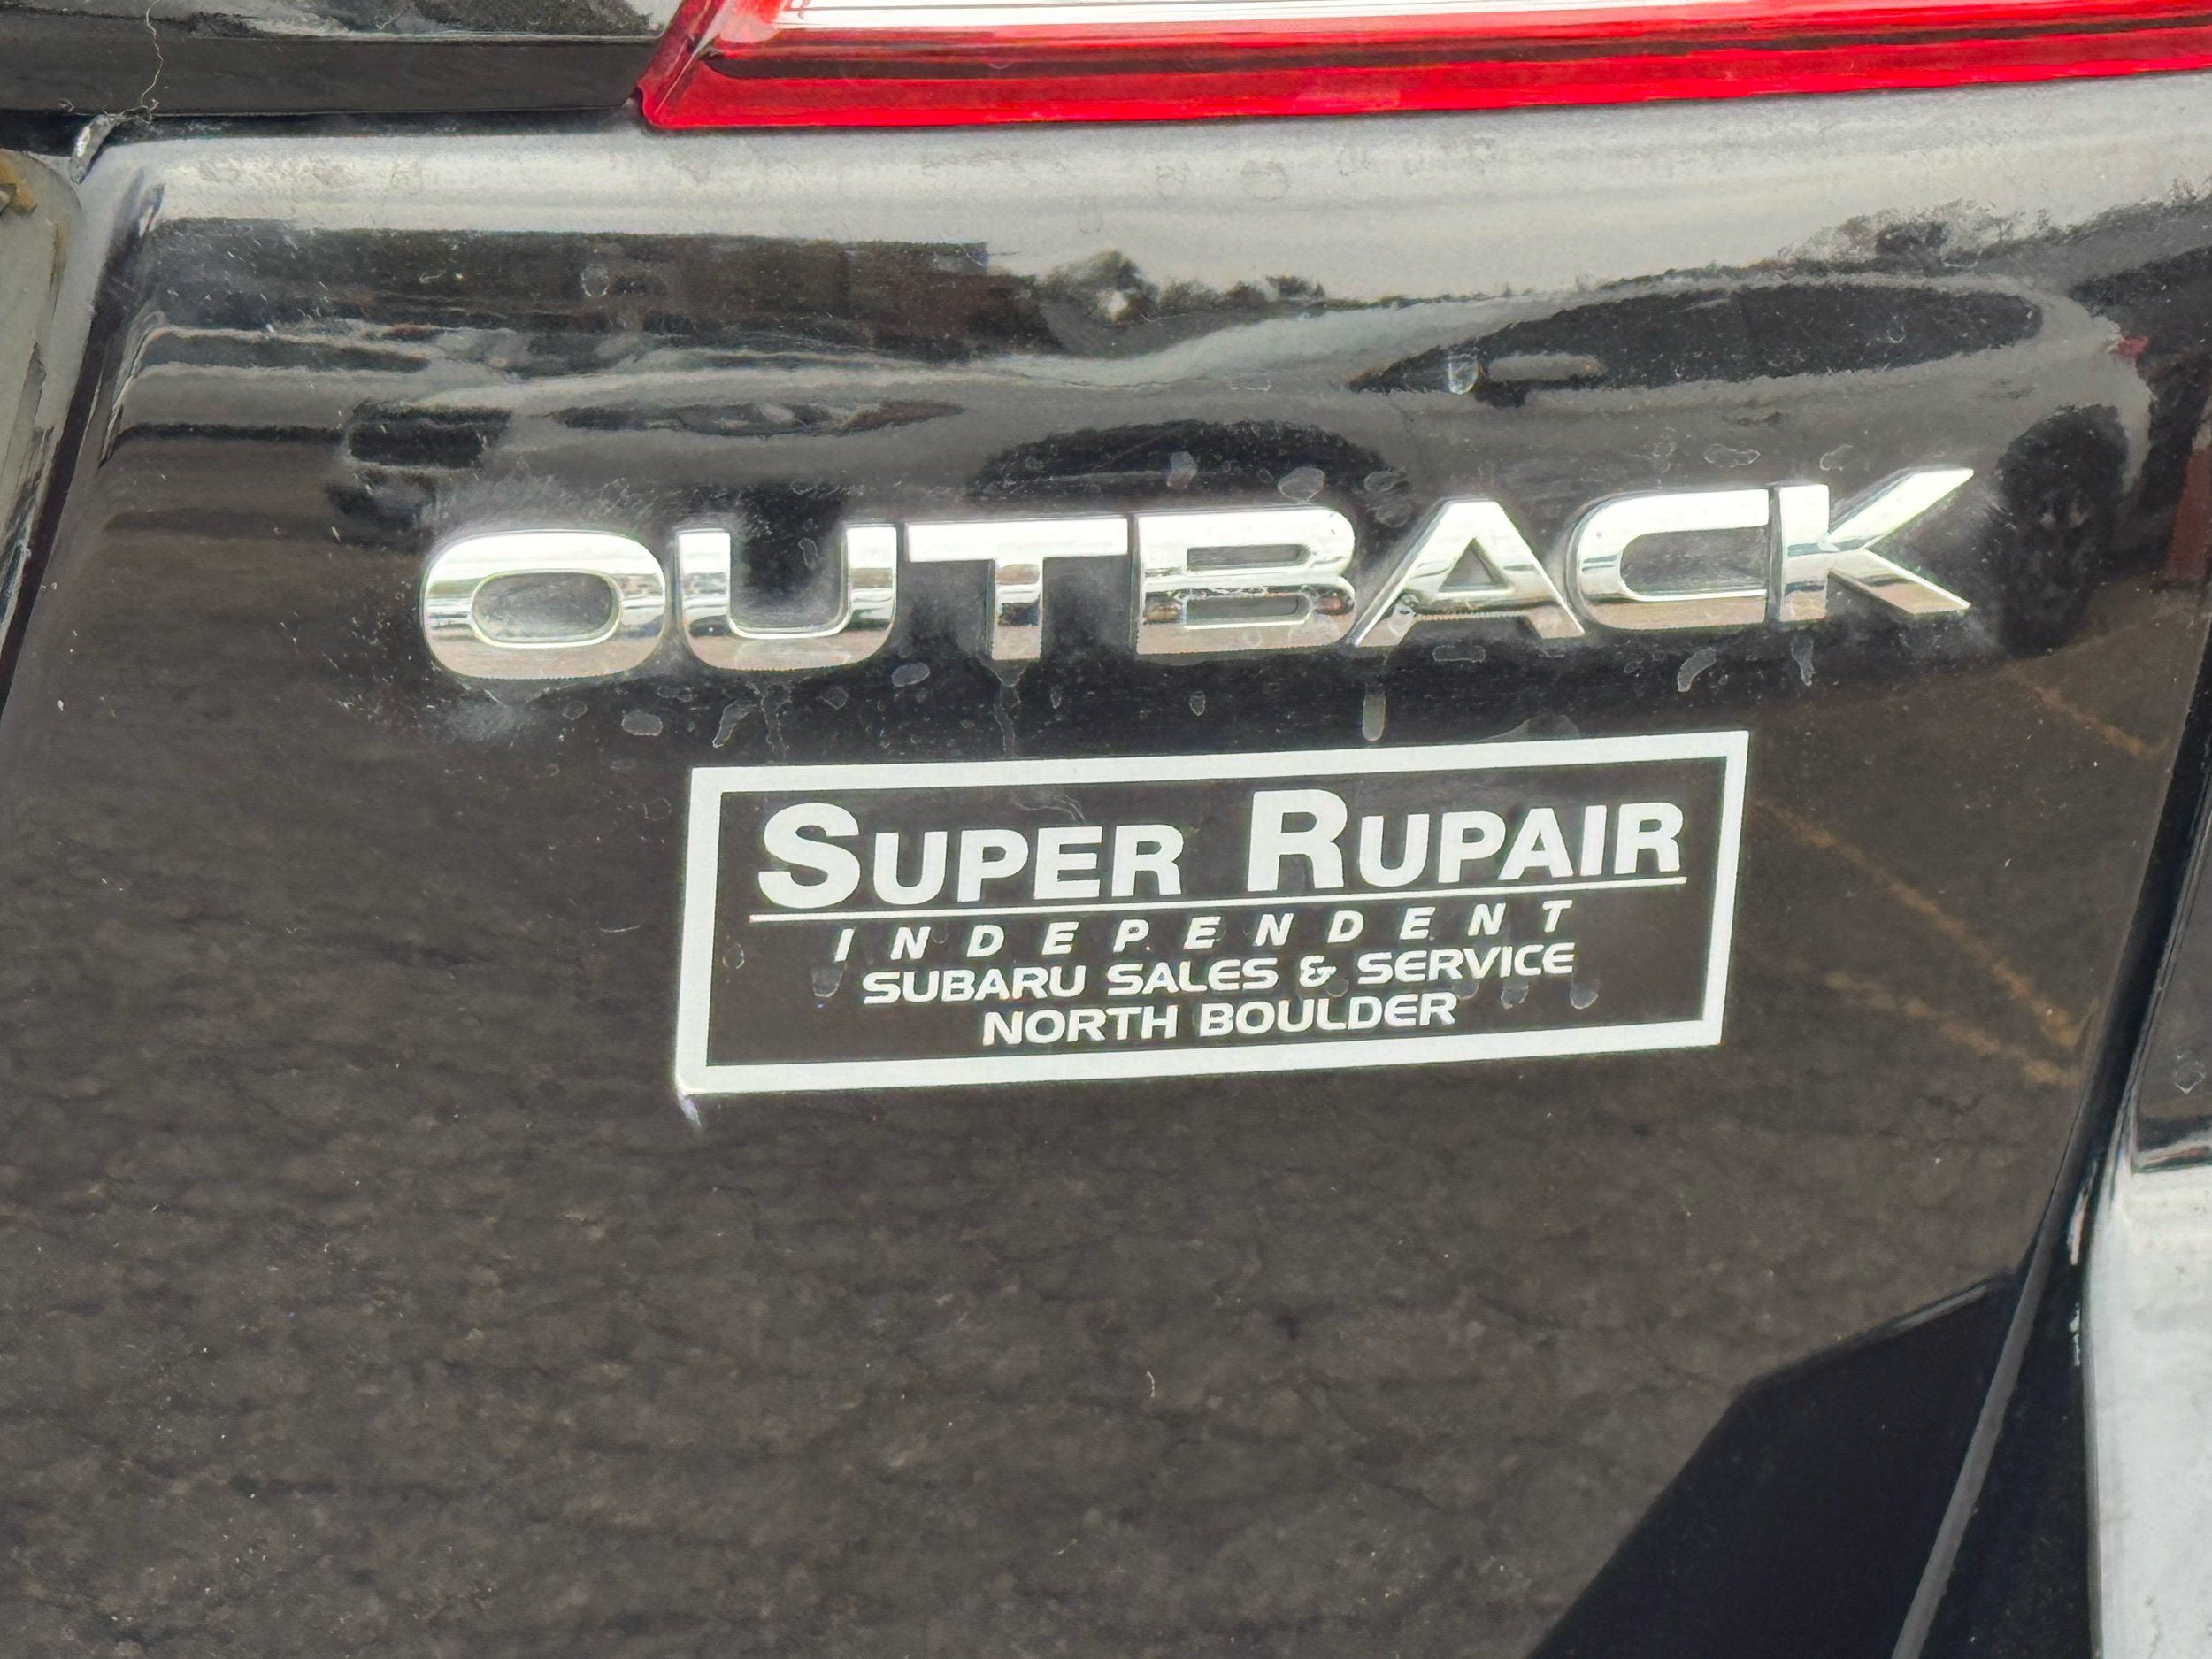 OUTBACK
SUPER RUPAIR
INDEPENDENT
SUBARU SALES & SERVICE
NORTH BOULDER